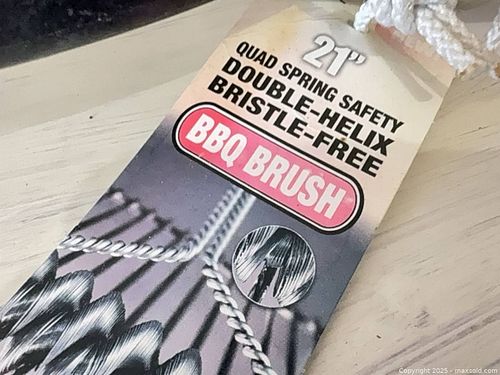 21"
QUAD SPRING SAFETY
DOUBLE-HELIX
BRISTLE-FREE
BBQ BRUSH
Copyright 2025 - maxsold.com